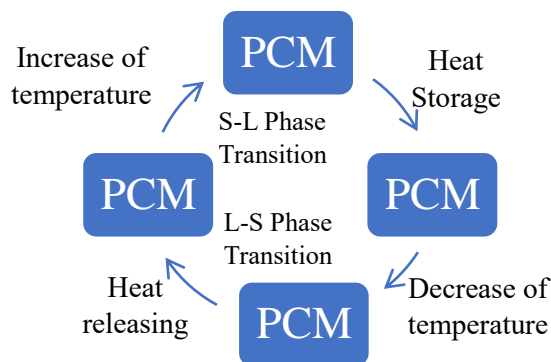 PCM
Increase of
temperature
Heat
Storage
S-L Phase
Transition
PCM
PCM
L-S Phase
Transition
Heat
releasing
PCM
Decrease of
temperature